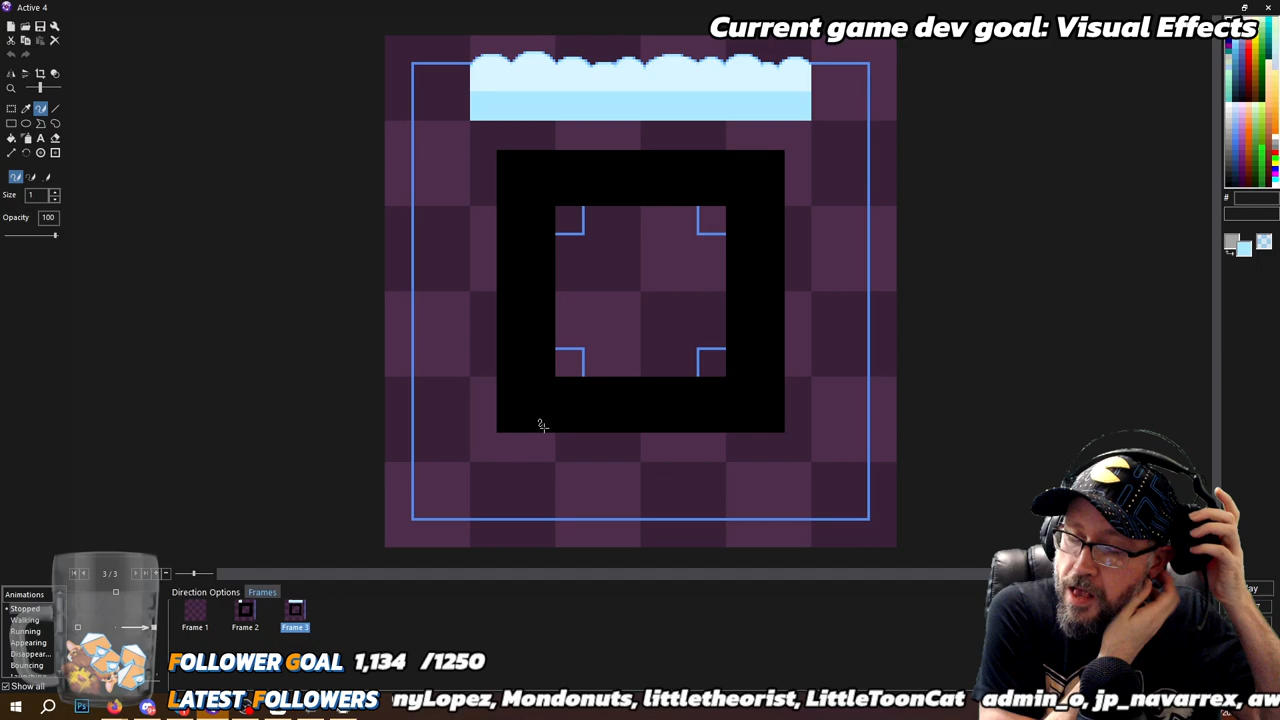 Active 4
Current game dev goal: Visual Effects
Size 1
Opacity 100
#
3 / 3
Animations
Direction Options Frames
Stopped
Walking
Running
Appearing
Disappear...
Bouncing
Show all
Frame 1 Frame 2 Frame 3
FOLLOWER GOAL 1,134 /1250
LATEST FOLLOWERS nyLopez, Mondonuts, littletheorist, LittleToonCat admin_o, jp_navarrex, aw